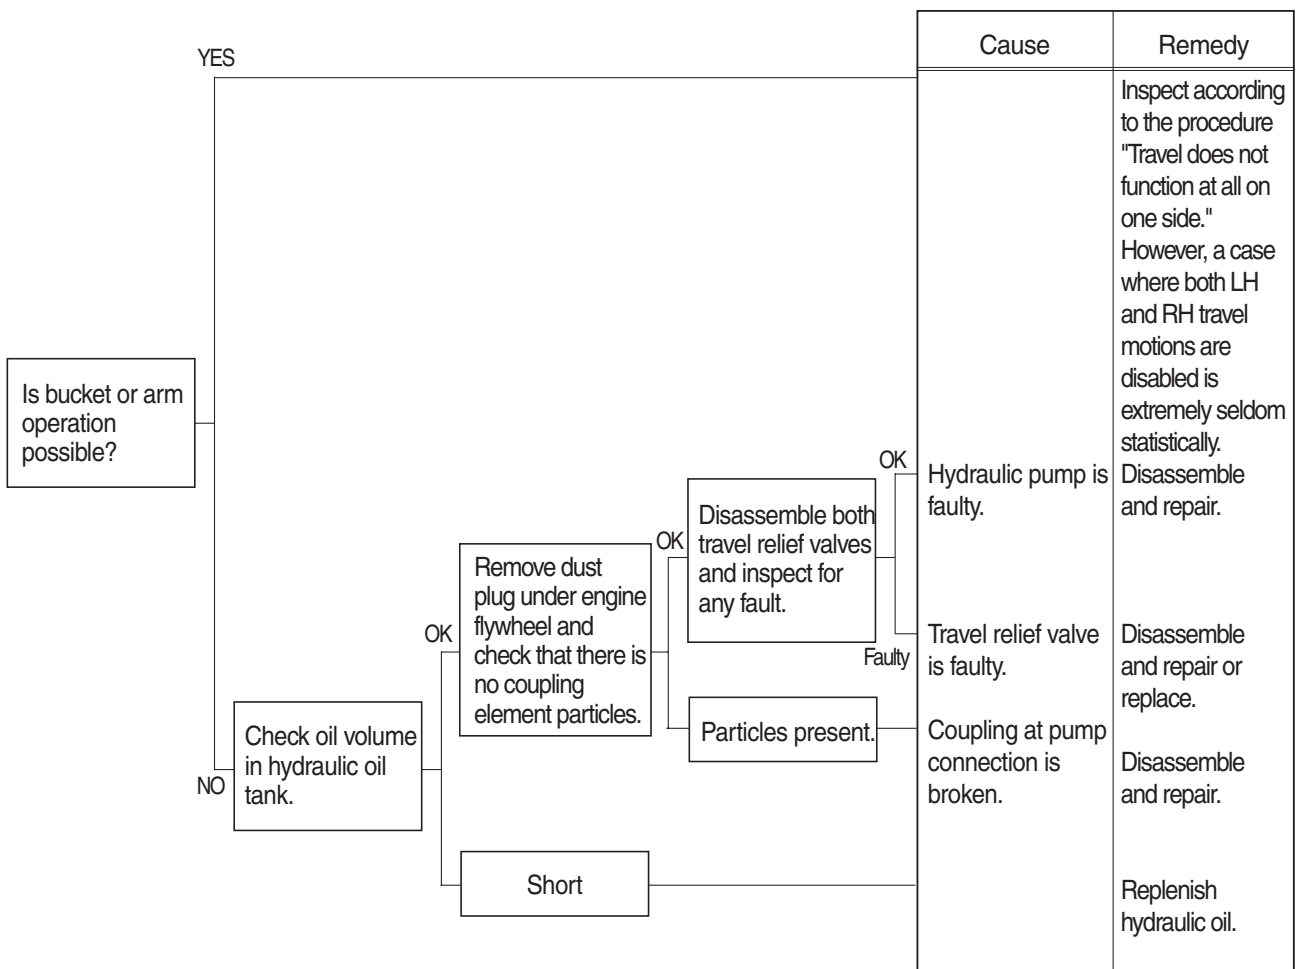 Cause
Remedy
YES
Inspect according
to the procedure
"Travel does not
function at all on
one side."
However, a case
where both LH
and RH travel
motions are
disabled is
extremely seldom
statistically.
Is bucket or arm
operation
possible?
OK
Hydraulic pump is
faulty.
Disassemble
and repair.
Disassemble both
travel relief valves
and inspect for
any fault.
OK
Remove dust
plug under engine
flywheel and
check that there is
no coupling
element particles.
OK
Faulty
Travel relief valve
is faulty.
Disassemble
and repair or
replace.
Particles present.
Coupling at pump
connection is
broken.
Disassemble
and repair.
Check oil volume
in hydraulic oil
tank.
NO
Short
Replenish
hydraulic oil.